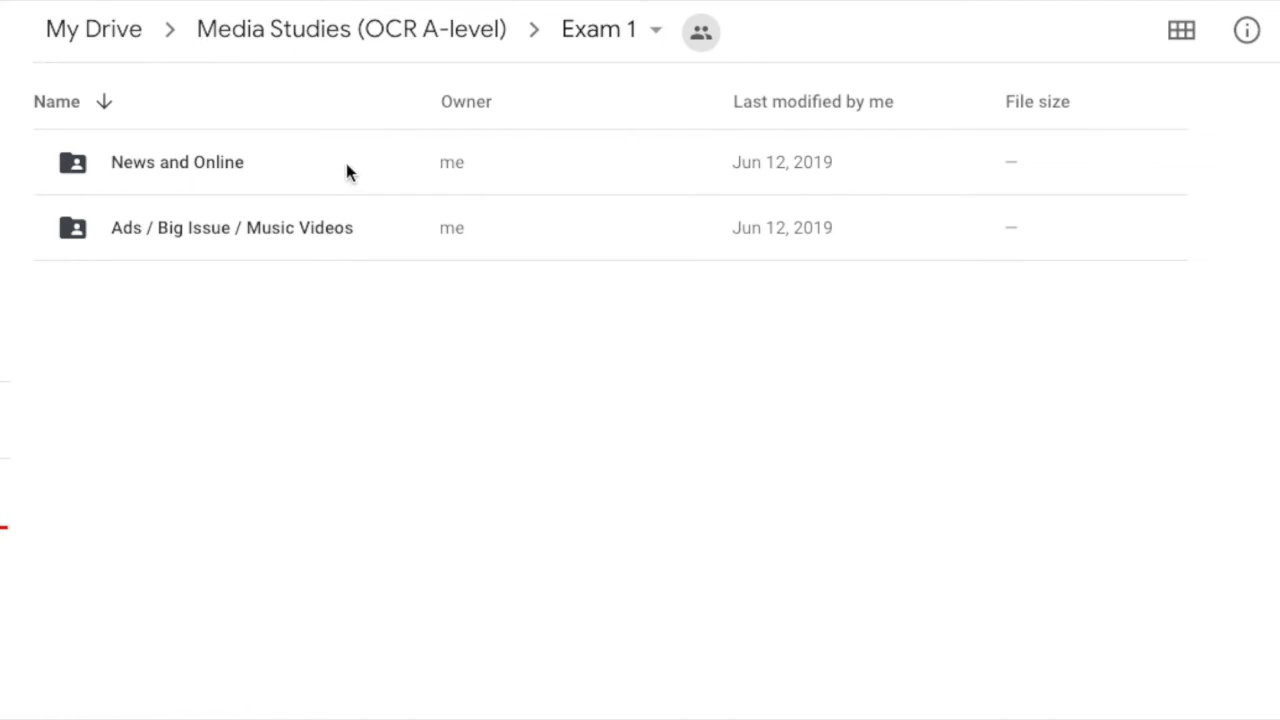 My Drive > Media Studies (OCR A-level) > Exam 1
Name Owner Last modified by me File size
News and Online me Jun 12, 2019 —
Ads / Big Issue / Music Videos me Jun 12, 2019 —